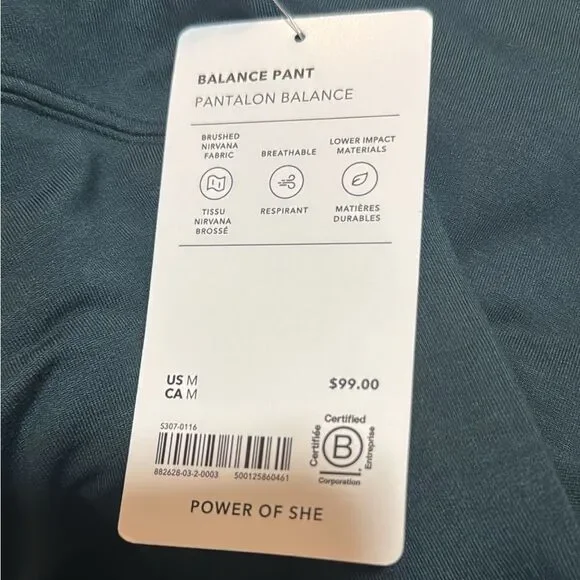 BALANCE PANT
PANTALON BALANCE
BRUSHED
NIRVANA
FABRIC
TISSU
NIRVANA
BROSSÉ
BREATHABLE
RESPIRANT
LOWER IMPACT
MATERIALS
MATIÈRES
DURABLES
US M
CA M
$99.00
S307-0116
882628-03-2-0003 500125860461
Certified
Certifiée
B
Entreprise
Corporation
POWER OF SHE